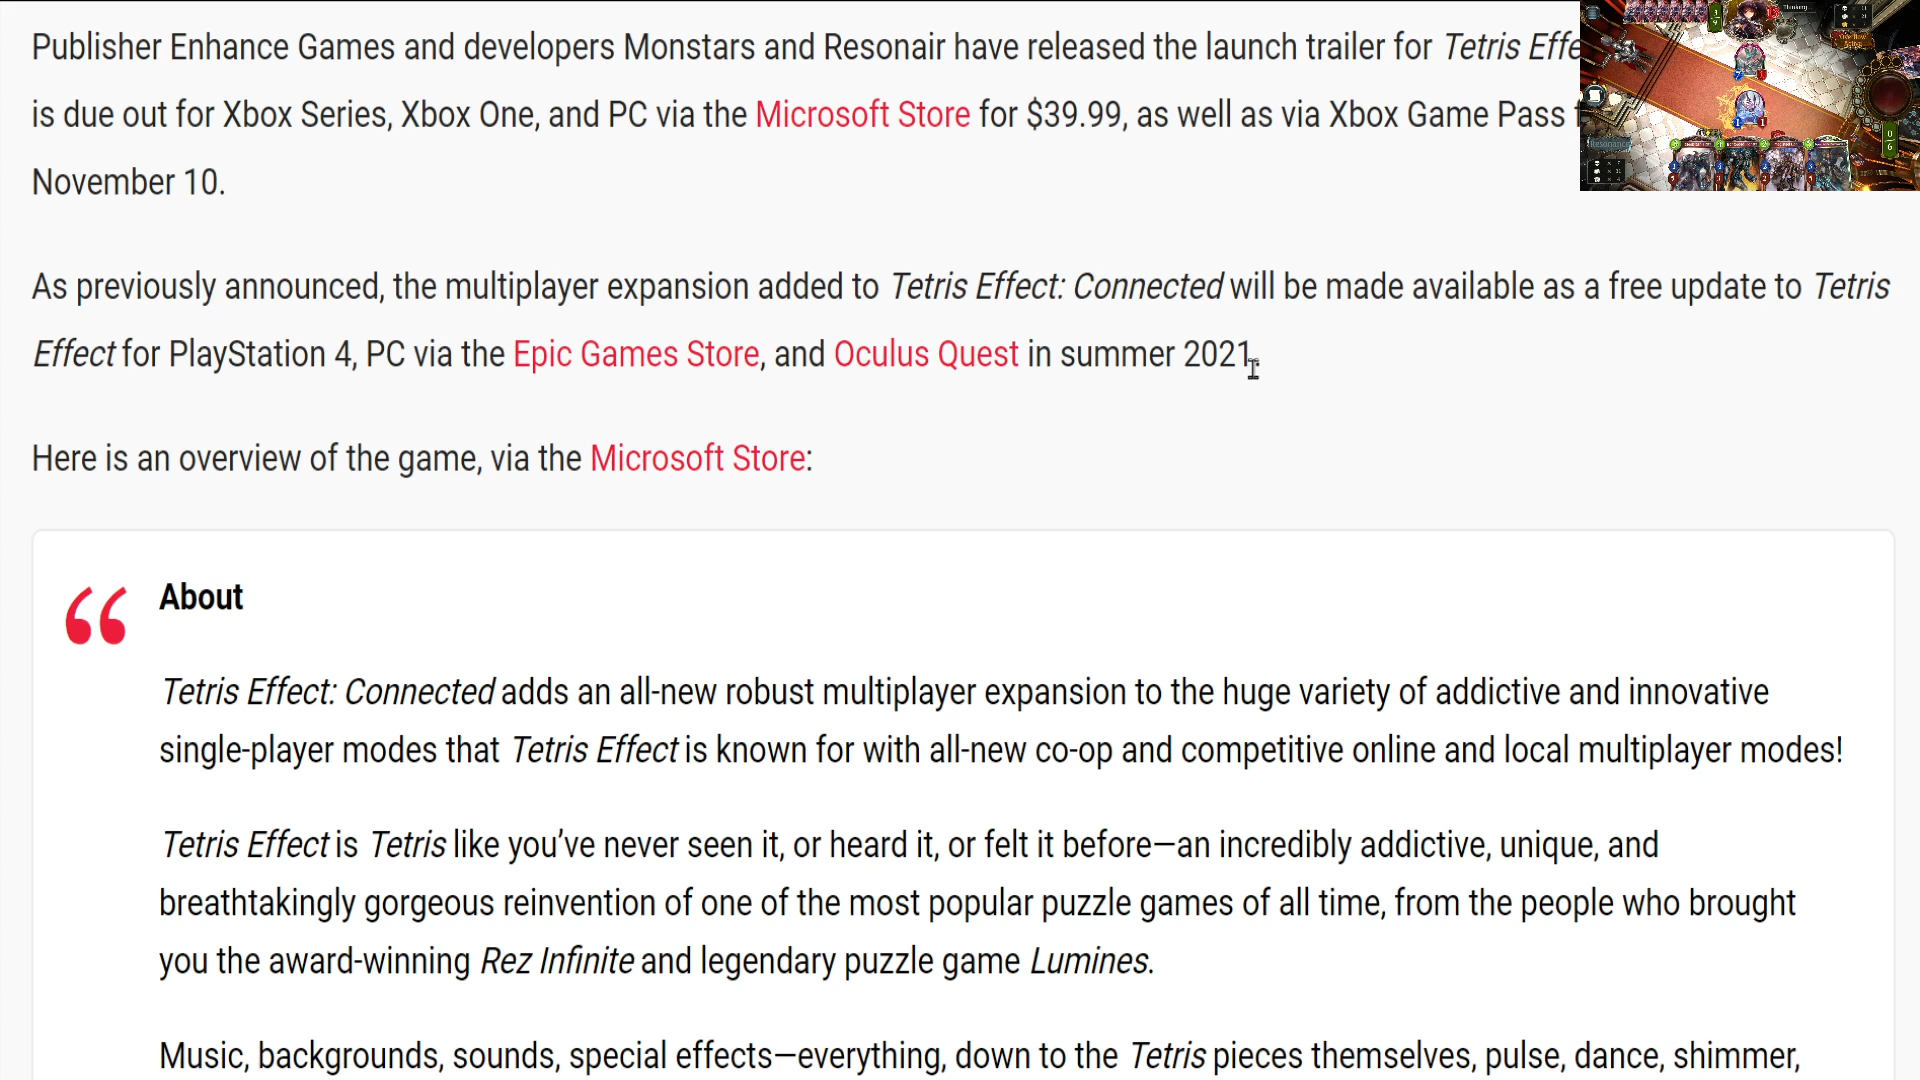 Publisher Enhance Games and developers Monstars and Resonair have released the launch trailer for Tetris Effe
Thinking
is due out for Xbox Series, Xbox One, and PC via the Microsoft Store for $39.99, as well as via Xbox Game Pass f
Resonance
November 10.
As previously announced, the multiplayer expansion added to Tetris Effect: Connected will be made available as a free update to Tetris
Effect for PlayStation 4, PC via the Epic Games Store, and Oculus Quest in summer 2021.
Here is an overview of the game, via the Microsoft Store:
“ About
Tetris Effect: Connected adds an all-new robust multiplayer expansion to the huge variety of addictive and innovative
single-player modes that Tetris Effect is known for with all-new co-op and competitive online and local multiplayer modes!
Tetris Effect is Tetris like you’ve never seen it, or heard it, or felt it before—an incredibly addictive, unique, and
breathtakingly gorgeous reinvention of one of the most popular puzzle games of all time, from the people who brought
you the award-winning Rez Infinite and legendary puzzle game Lumines.
Music, backgrounds, sounds, special effects—everything, down to the Tetris pieces themselves, pulse, dance, shimmer,